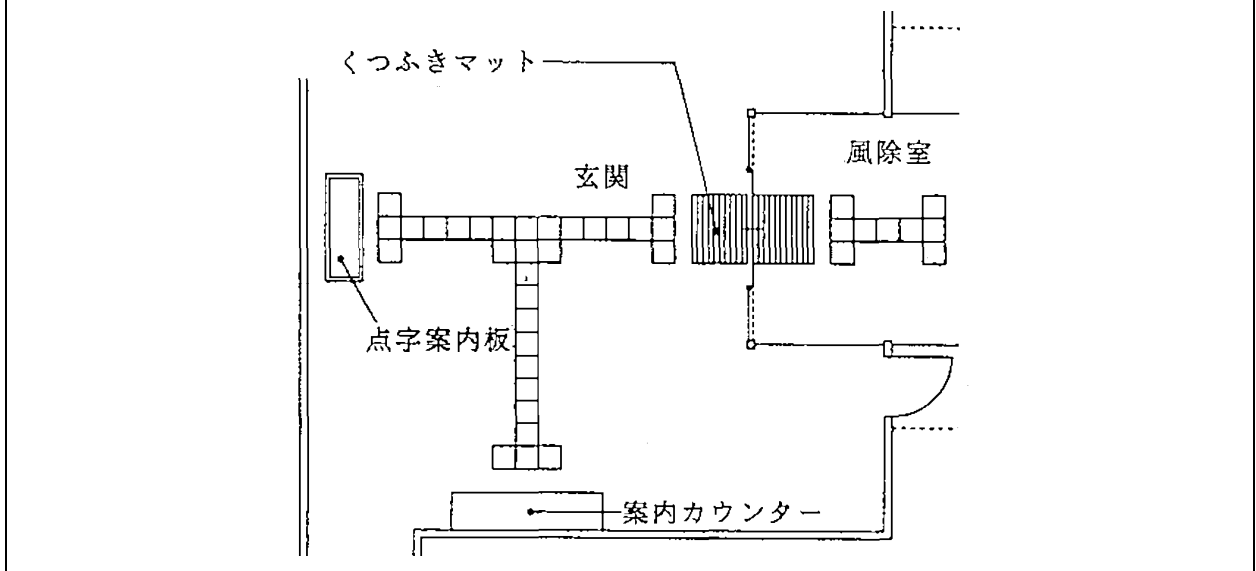 くつふきマット
風除室
玄関
点字案内板
案内カウンター